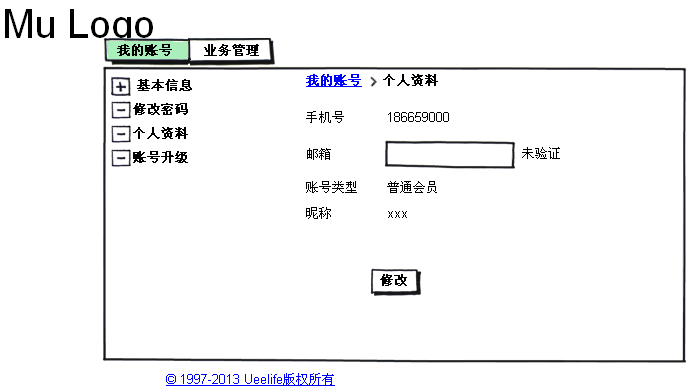 Mu Logo
我的账号 业务管理
基本信息
修改密码
个人资料
账号升级
我的账号 > 个人资料
手机号 186659000
邮箱 未验证
账号类型 普通会员
昵称 xxx
修改
© 1997-2013 Ueelife版权所有